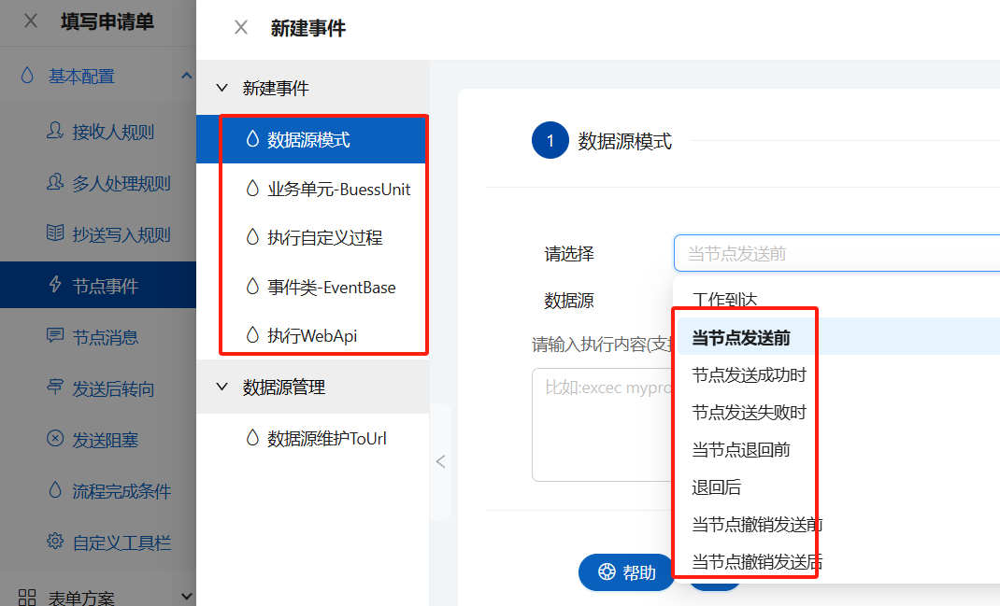 填写申请单
基本配置
接收人规则
多人处理规则
抄送写入规则
节点事件
节点消息
发送后转向
发送阻塞
流程完成条件
自定义工具栏
表单方案
新建事件
新建事件
数据源模式
业务单元-BuessUnit
执行自定义过程
事件类-EventBase
执行WebApi
数据源管理
数据源维护ToUrl
1 数据源模式
请选择
当节点发送前
数据源
请输入执行内容(支
比如:excec mypro
工作到达
当节点发送前
节点发送成功时
节点发送失败时
当节点退回前
退回后
当节点撤销发送前
当节点撤销发送后
帮助